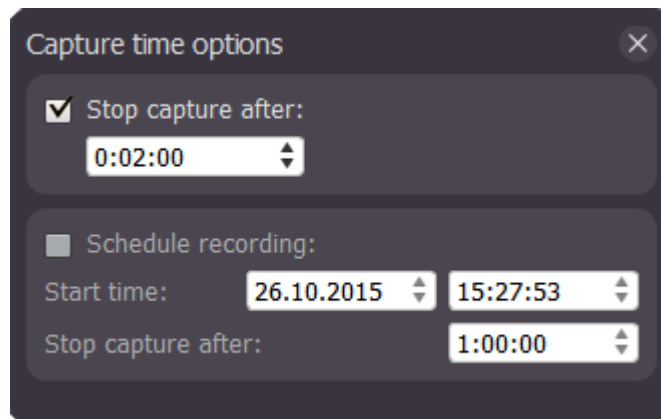 Capture time options
Stop capture after:
0:02:00
Schedule recording:
Start time: 26.10.2015 15:27:53
Stop capture after: 1:00:00